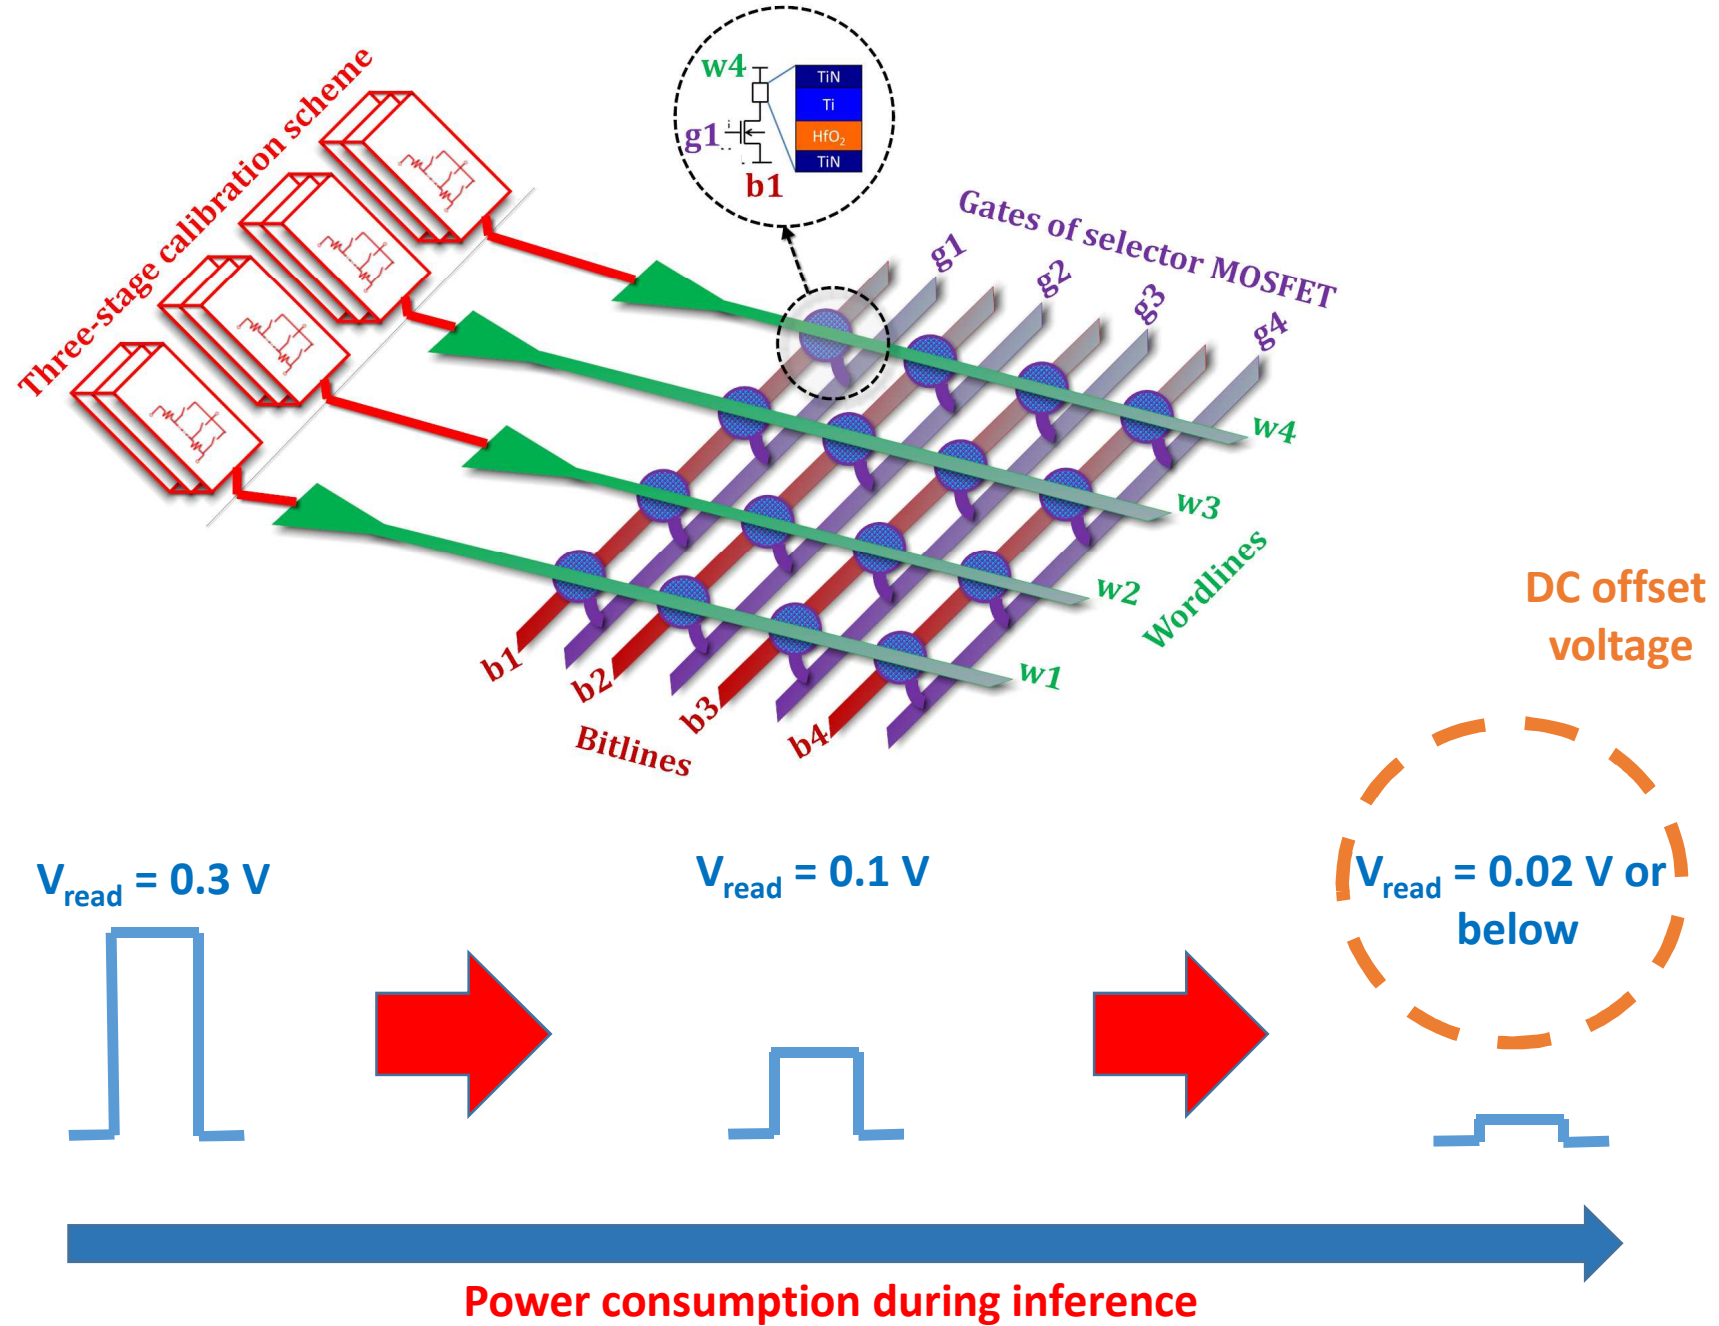 Three-stage calibration scheme
w4
g1
b1
TiN
Ti
HfO₂
TiN
Gates of selector MOSFET
g1
g2
g3
g4
w4
w3
w2
w1
Wordlines
b1
b2
b3
b4
Bitlines
DC offset
voltage
Vread = 0.3 V
Vread = 0.1 V
Vread = 0.02 V or
below
Power consumption during inference